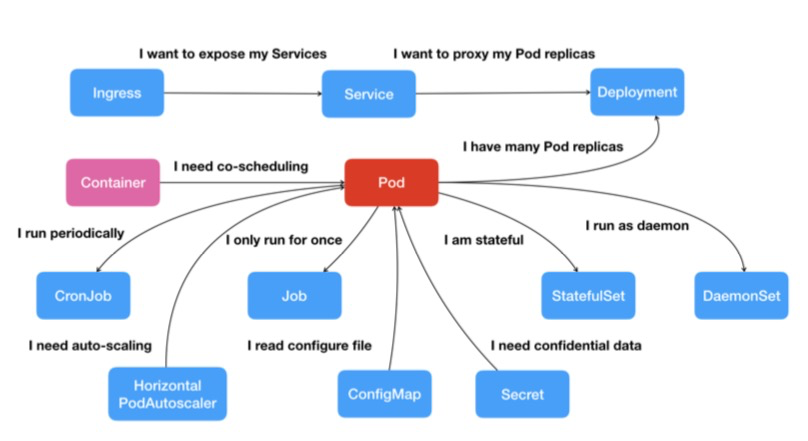 I want to expose my Services
I want to proxy my Pod replicas
Ingress
Service
Deployment
I have many Pod replicas
I need co-scheduling
Container
Pod
I run periodically
I only run for once
I am stateful
I run as daemon
CronJob
Job
StatefulSet
DaemonSet
I need auto-scaling
I read configure file
I need confidential data
Horizontal
PodAutoscaler
ConfigMap
Secret